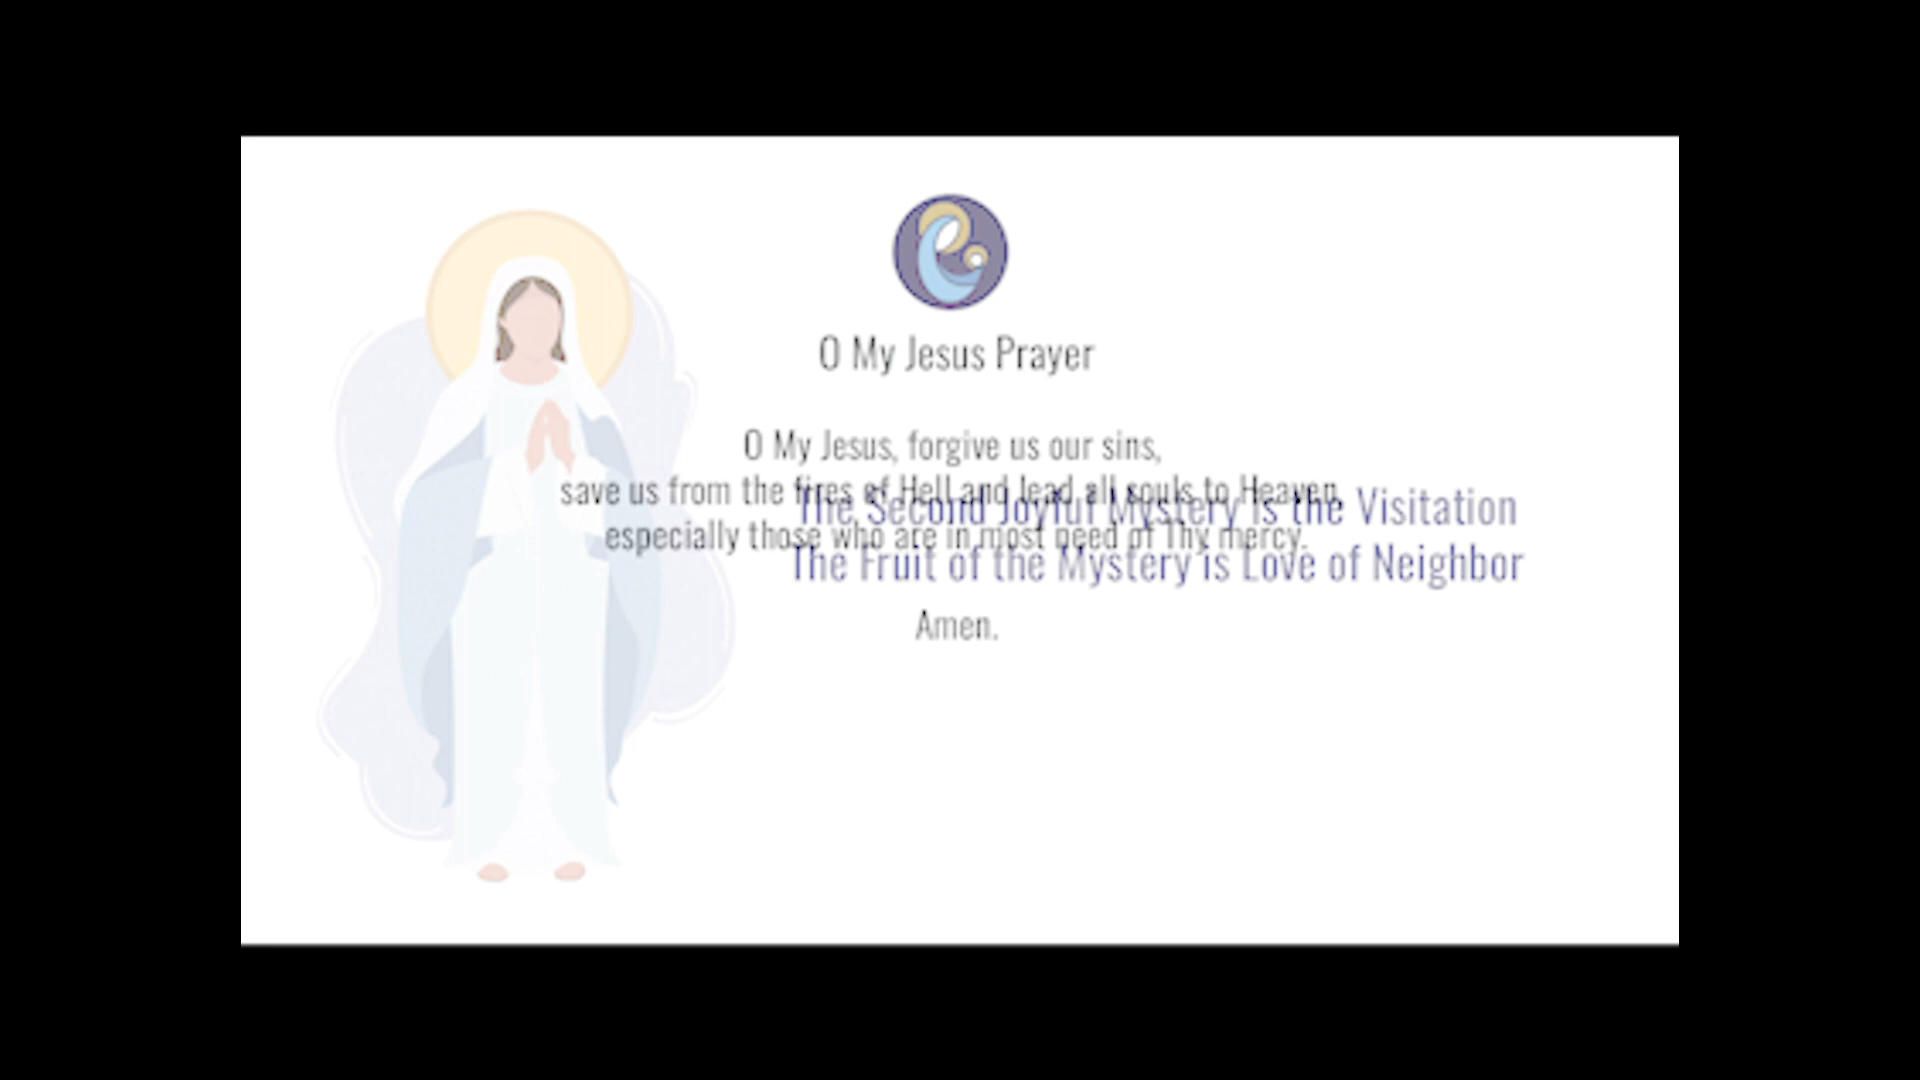 O My Jesus Prayer
O My Jesus, forgive us our sins,
save us from the fires of Hell and lead all souls to Heaven,
especially those who are in most need of Thy mercy.
Amen.
The Second Joyful Mystery is the Visitation
The Fruit of the Mystery is Love of Neighbor